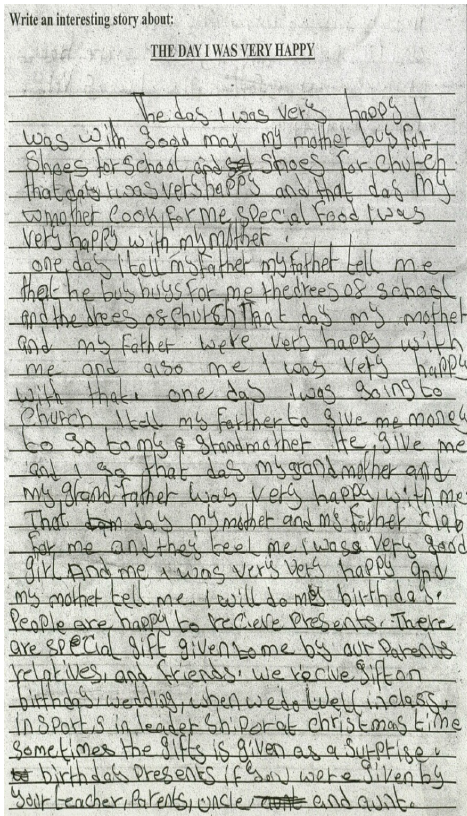 Write an interesting story about:
THE DAY I WAS VERY HAPPY
The day I was very happy I
was with good max my mother buy for
Shoes for school, and shoes for church
that day I was very happy and that day my
mother cook for me special food I was
very happy with my mother.
one day I tell my father my father tell me
that he buy buys for me the drees of school
and the drees of church That day my mother
and my Father were very happy with
me and also me I was very happy
with that. one day I was going to
Church I tell my Farther to give me money
to go to my grandmother He give me
and I go that day my grandmother and
my grand father was very happy with me
That day my mother and my father clab
for me and they teel me I was a very good
girl And me I was very very happy and
my mother tell me I will do my birthday.
People are happy to recieve presents. There
are special gift given to me by our parents
relatives, and friends. we recive gift on
birthday wedding, when we do well in class.
In sports in leader ship or at christmas time
sometimes the gifts is given as a surprise.
birthday presents if you were given by
your teacher, parents, uncle, and aunt.